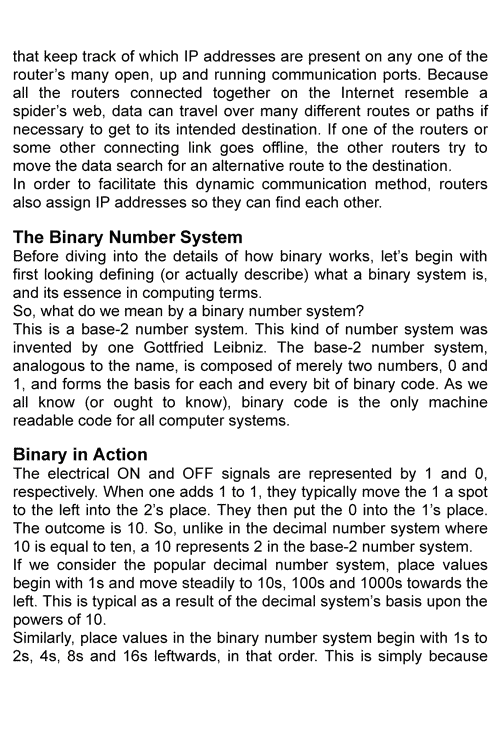 that keep track of which IP addresses are present on any one of the
router's many open, up and running communication ports. Because
all the routers connected together on the Internet resemble a
spider's web, data can travel over many different routes or paths if
necessary to get to its intended destination. If one of the routers or
some other connecting link goes offline, the other routers try to
move the data search for an alternative route to the destination.
In order to facilitate this dynamic communication method, routers
also assign IP addresses so they can find each other.
The Binary Number System
Before diving into the details of how binary works, let's begin with
first looking defining (or actually describe) what a binary system is,
and its essence in computing terms.
So, what do we mean by a binary number system?
This is a base-2 number system. This kind of number system was
invented by one Gottfried Leibniz. The base-2 number system,
analogous to the name, is composed of merely two numbers, 0 and
1, and forms the basis for each and every bit of binary code. As we
all know (or ought to know), binary code is the only machine
readable code for all computer systems.
Binary in Action
The electrical ON and OFF signals are represented by 1 and 0,
respectively. When one adds 1 to 1, they typically move the 1 a spot
to the left into the 2's place. They then put the 0 into the 1's place.
The outcome is 10. So, unlike in the decimal number system where
10 is equal to ten, a 10 represents 2 in the base-2 number system.
If we consider the popular decimal number system, place values
begin with 1s and move steadily to 10s, 100s and 1000s towards the
left. This is typical as a result of the decimal system's basis upon the
powers of 10.
Similarly, place values in the binary number system begin with 1s to
2s, 4s, 8s and 16s leftwards, in that order. This is simply because